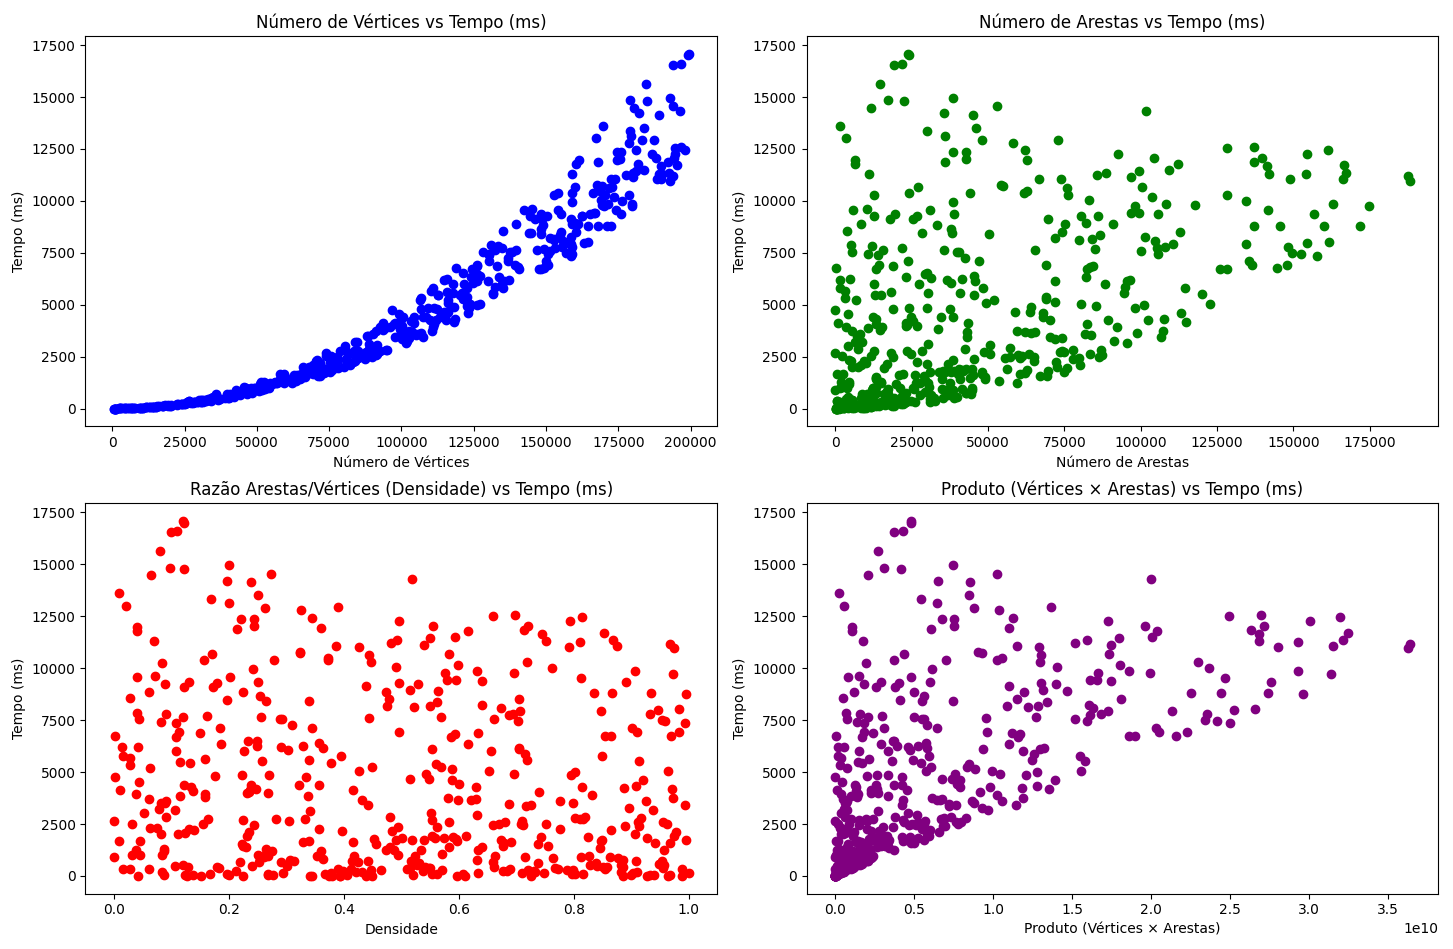 Número de Vértices vs Tempo (ms)
17500
15000
12500
10000
7500
5000
2500
0
Tempo (ms)
0 25000 50000 75000 100000 125000 150000 175000 200000
Número de Vértices
Número de Arestas vs Tempo (ms)
17500
15000
12500
10000
7500
5000
2500
0
Tempo (ms)
0 25000 50000 75000 100000 125000 150000 175000
Número de Arestas
Razão Arestas/Vértices (Densidade) vs Tempo (ms)
17500
15000
12500
10000
7500
5000
2500
0
Tempo (ms)
0.0 0.2 0.4 0.6 0.8 1.0
Densidade
Produto (Vértices × Arestas) vs Tempo (ms)
17500
15000
12500
10000
7500
5000
2500
0
Tempo (ms)
0.0 0.5 1.0 1.5 2.0 2.5 3.0 3.5
1e10
Produto (Vértices × Arestas)